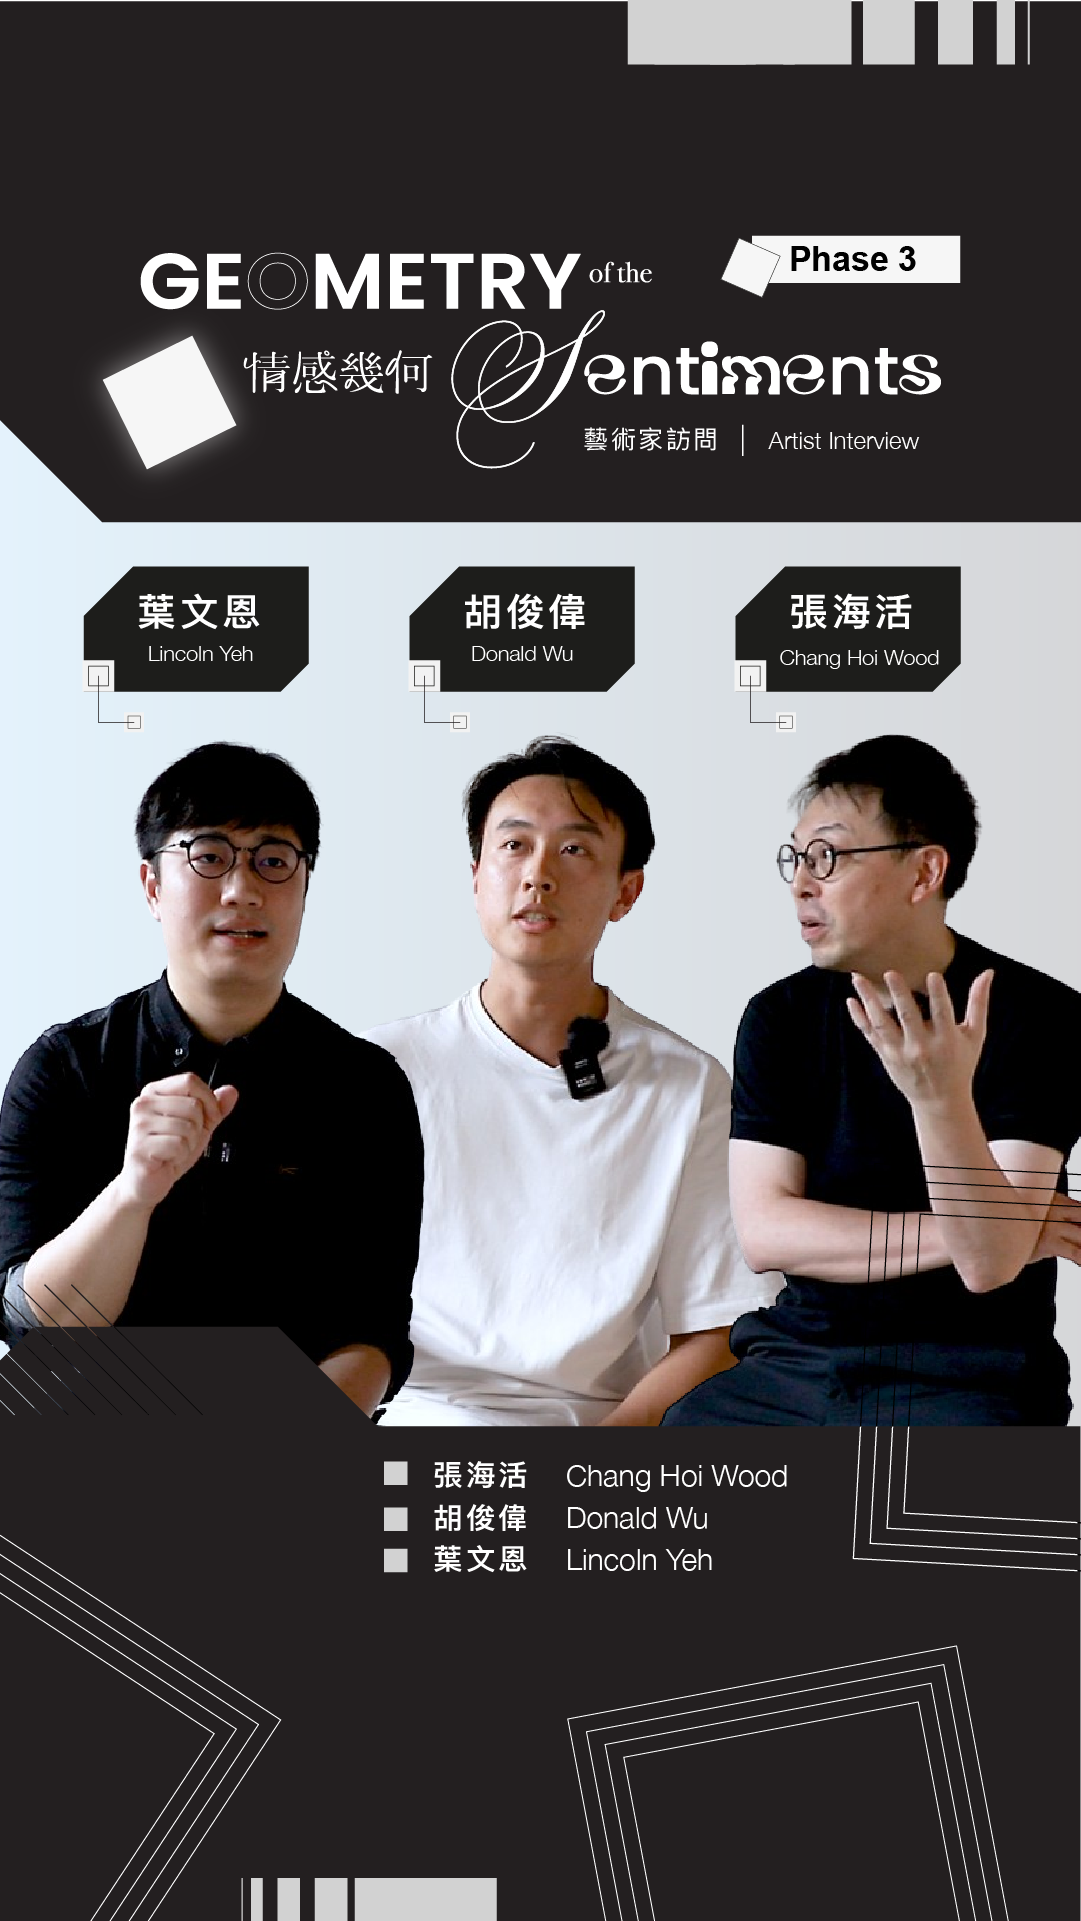 GEOMETRY of the
Phase 3
情感幾何 Sentiments
藝術家訪問 | Artist Interview
葉文恩
Lincoln Yeh
胡俊偉
Donald Wu
張海活
Chang Hoi Wood
張海活 Chang Hoi Wood
胡俊偉 Donald Wu
葉文恩 Lincoln Yeh